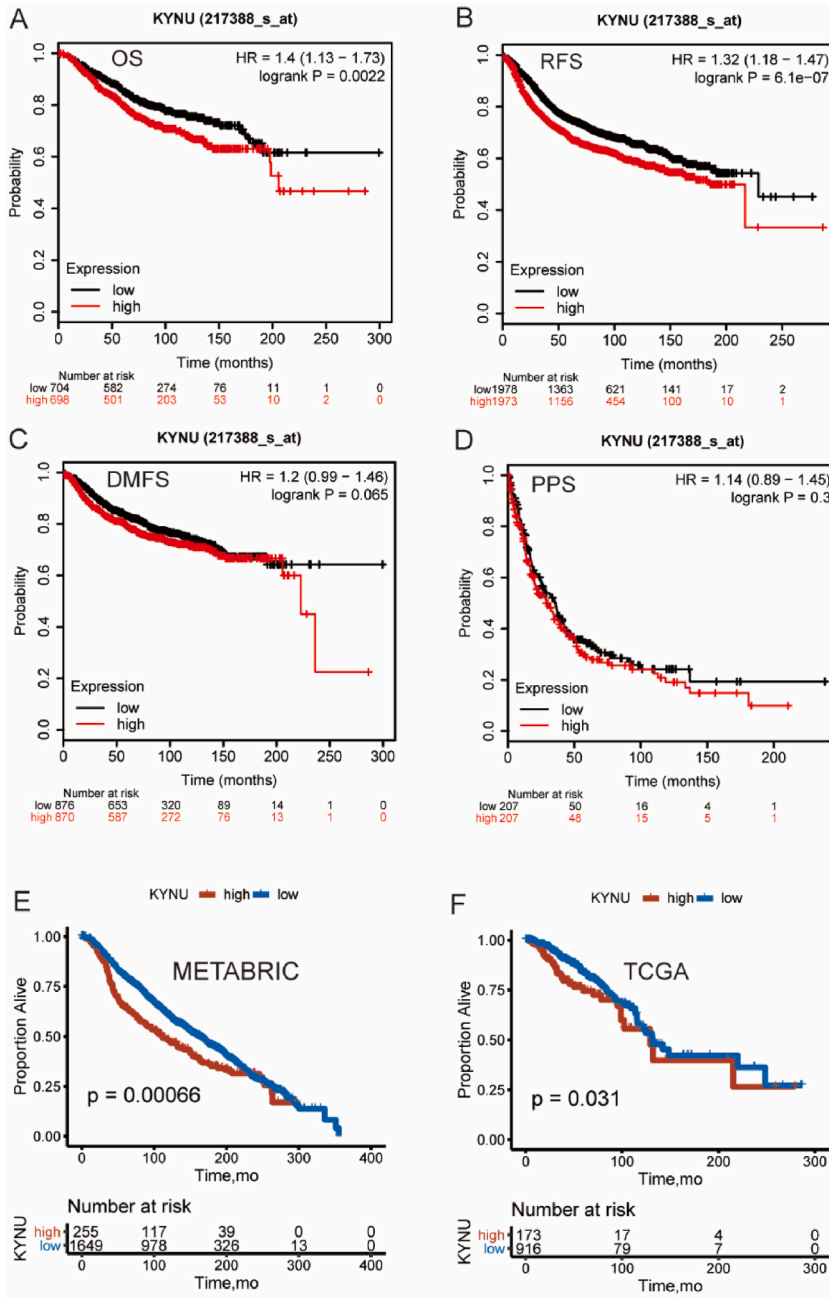 A
KYNU (217388_s_at)
OS
HR = 1.4 (1.13 − 1.73)
logrank P = 0.0022
Probability
1.0
0.8
0.6
0.4
0.2
0.0
Expression
low
high
0 50 100 150 200 250 300
Time (months)
Number at risk
low 704 582 274 76 11 1 0
high 698 501 203 53 10 2 0
B
KYNU (217388_s_at)
RFS
HR = 1.32 (1.18 − 1.47)
logrank P = 6.1e−07
Probability
1.0
0.8
0.6
0.4
0.2
0.0
Expression
low
high
0 50 100 150 200 250
Time (months)
Number at risk
low1978 1363 621 141 17 2
high1973 1156 454 100 10 1
C
KYNU (217388_s_at)
DMFS
HR = 1.2 (0.99 − 1.46)
logrank P = 0.065
Probability
1.0
0.8
0.6
0.4
0.2
0.0
Expression
low
high
0 50 100 150 200 250 300
Time (months)
Number at risk
low 876 653 320 89 14 1 0
high 870 587 272 76 13 1 0
D
KYNU (217388_s_at)
PPS
HR = 1.14 (0.89 − 1.45)
logrank P = 0.3
Probability
1.0
0.8
0.6
0.4
0.2
0.0
Expression
low
high
0 50 100 150 200
Time (months)
Number at risk
low 207 50 16 4 1
high 207 48 15 5 1
E
KYNU high low
METABRIC
Proportion Alive
1.00
0.75
0.50
0.25
0.00
p = 0.00066
0 100 200 300 400
Time,mo
Number at risk
KYNU
high 255 117 39 0 0
low 1649 978 326 13 0
0 100 200 300 400
Time,mo
F
KYNU high low
TCGA
Proportion Alive
1.00
0.75
0.50
0.25
0.00
p = 0.031
0 100 200 300
Time,mo
Number at risk
KYNU
high 173 17 4 0
low 916 79 7 0
0 100 200 300
Time,mo